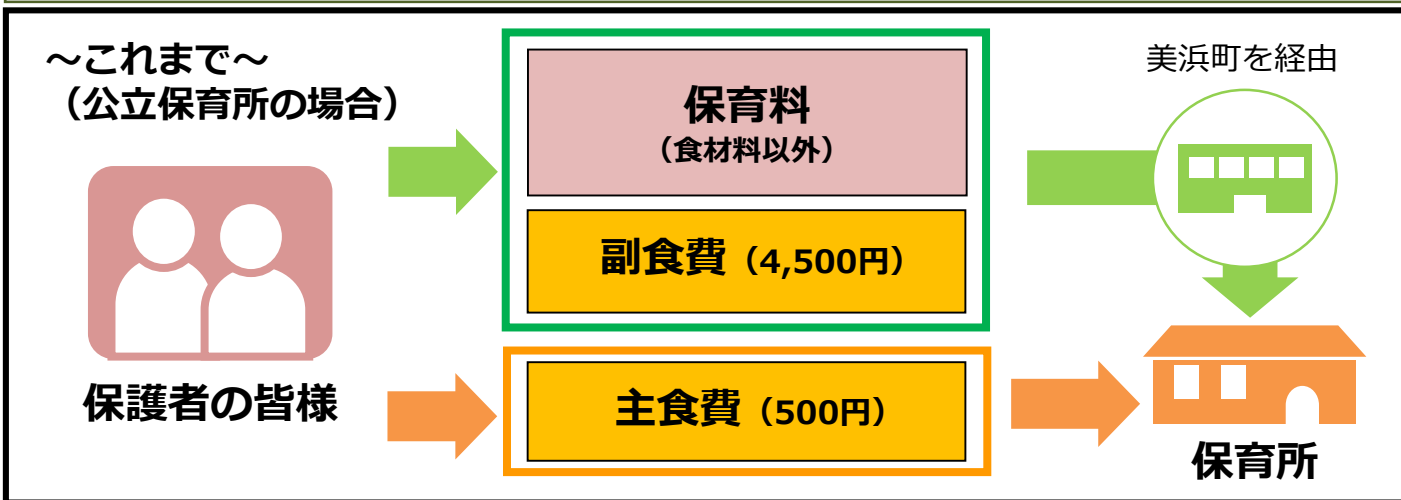 ～これまで～
（公立保育所の場合）
保護者の皆様
保育料
（食材料以外）
副食費（4,500円）
主食費（500円）
美浜町を経由
保育所